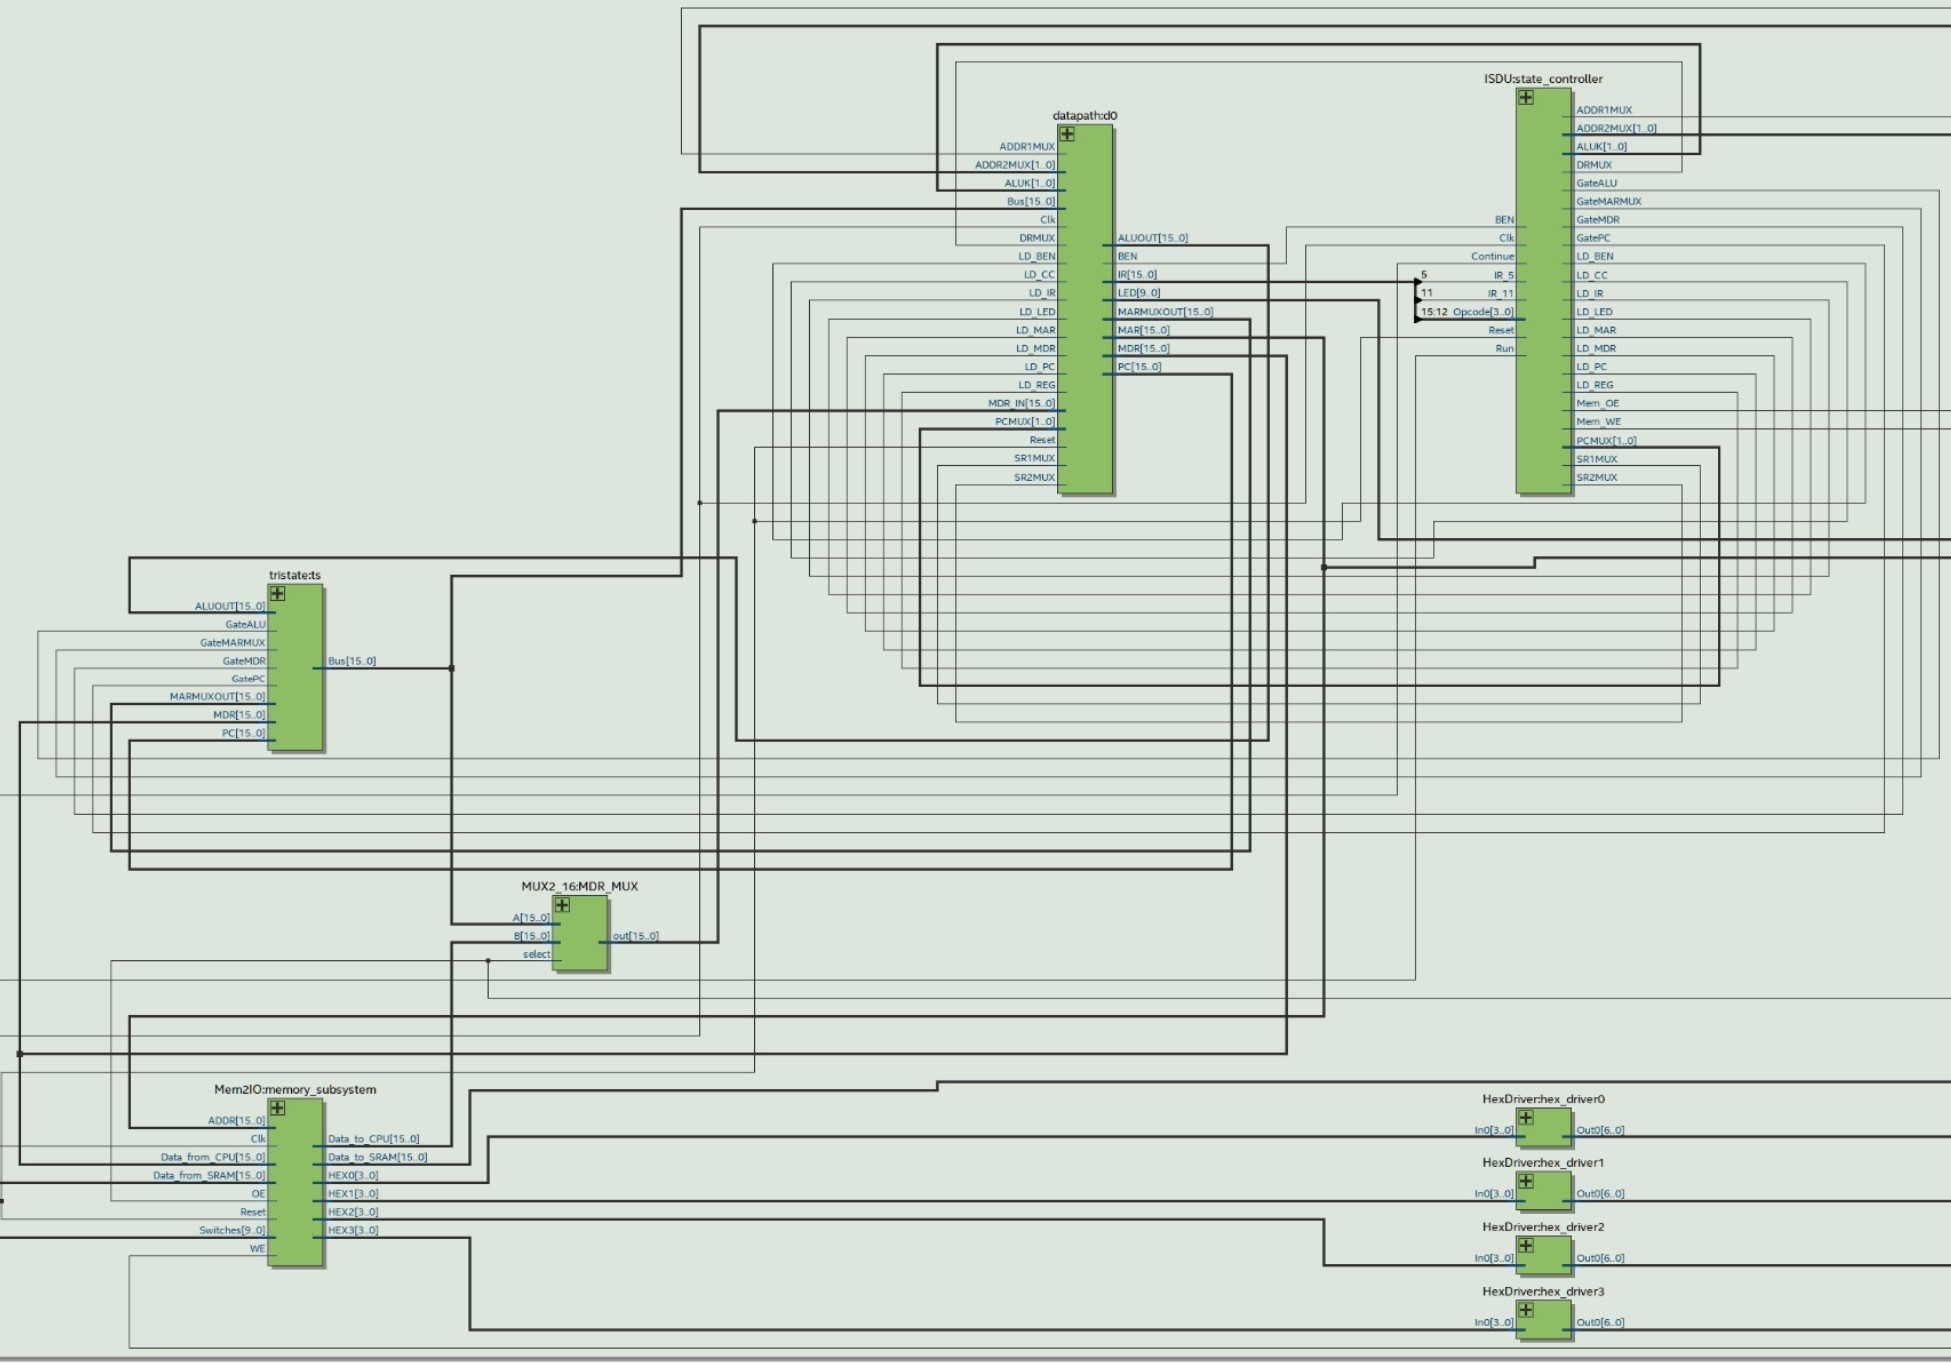 datapath:d0
ADDR1MUX
ADDR2MUX[1..0]
ALUK[1..0]
Bus[15..0]
Clk
DRMUX
LD_BEN
LD_CC
LD_IR
LD_LED
LD_MAR
LD_MDR
LD_PC
LD_REG
MDR_IN[15..0]
PCMUX[1..0]
Reset
SR1MUX
SR2MUX
ALUOUT[15..0]
BEN
IR[15..0]
LED[9..0]
MARMUXOUT[15..0]
MAR[15..0]
MDR[15..0]
PC[15..0]
ISDU:state_controller
BEN
Clk
Continue
5 IR_5
11 IR_11
15:12 Opcode[3..0]
Reset
Run
ADDR1MUX
ADDR2MUX[1..0]
ALUK[1..0]
DRMUX
GateALU
GateMARMUX
GateMDR
GatePC
LD_BEN
LD_CC
LD_IR
LD_LED
LD_MAR
LD_MDR
LD_PC
LD_REG
Mem_OE
Mem_WE
PCMUX[1..0]
SR1MUX
SR2MUX
tristate:ts
ALUOUT[15..0]
GateALU
GateMARMUX
GateMDR
GatePC
MARMUXOUT[15..0]
MDR[15..0]
PC[15..0]
Bus[15..0]
MUX2_16:MDR_MUX
A[15..0]
B[15..0]
select
out[15..0]
Mem2IO:memory_subsystem
ADDR[15..0]
Clk
Data_from_CPU[15..0]
Data_from_SRAM[15..0]
OE
Reset
Switches[9..0]
WE
Data_to_CPU[15..0]
Data_to_SRAM[15..0]
HEX0[3..0]
HEX1[3..0]
HEX2[3..0]
HEX3[3..0]
HexDriver:hex_driver0
In0[3..0]
Out0[6..0]
HexDriver:hex_driver1
In0[3..0]
Out0[6..0]
HexDriver:hex_driver2
In0[3..0]
Out0[6..0]
HexDriver:hex_driver3
In0[3..0]
Out0[6..0]